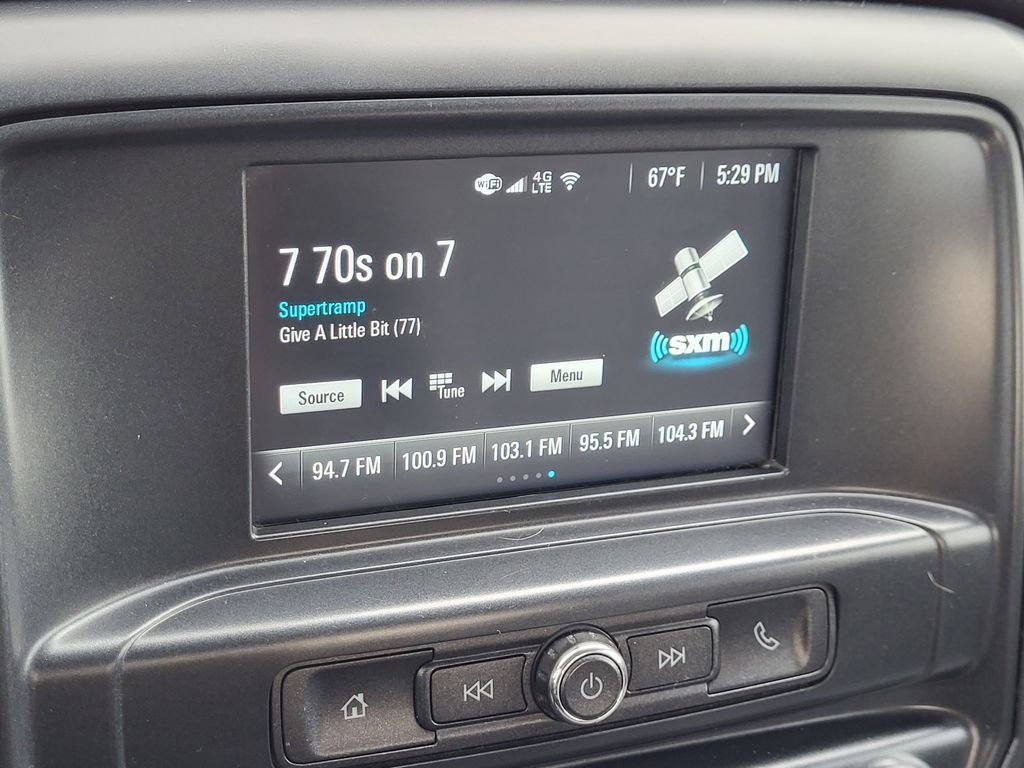 WiFi 4G LTE 67°F 5:29 PM
7 70s on 7
Supertramp
Give A Little Bit (77)
sxm
Source Tune Menu
94.7 FM 100.9 FM 103.1 FM 95.5 FM 104.3 FM